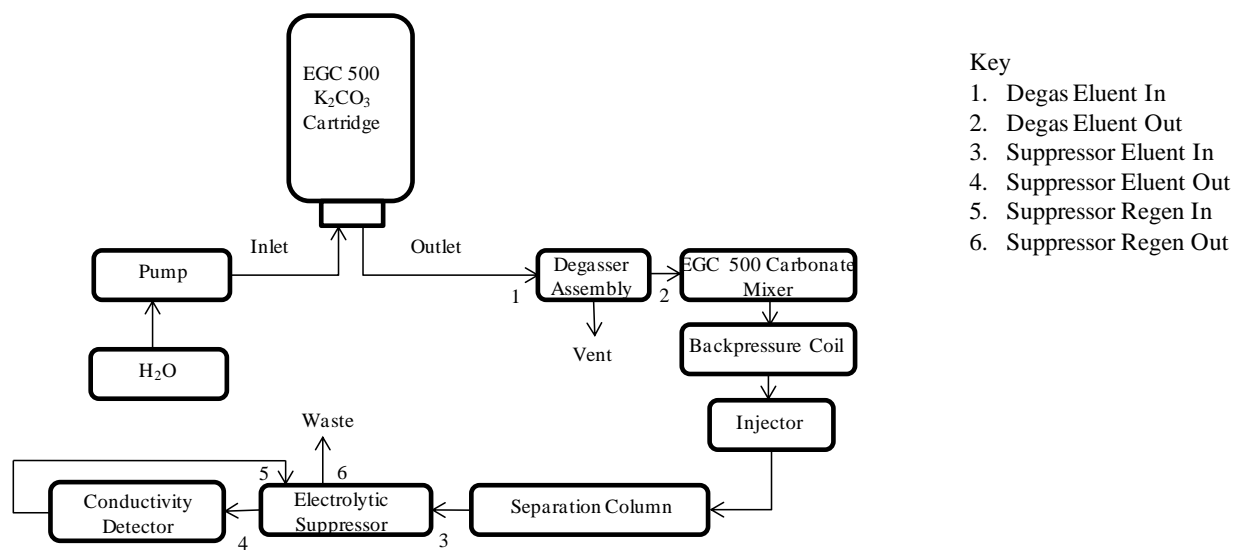 EGC 500
K₂CO₃
Cartridge
Key
1. Degas Eluent In
2. Degas Eluent Out
3. Suppressor Eluent In
4. Suppressor Eluent Out
5. Suppressor Regen In
6. Suppressor Regen Out
Inlet
Outlet
Pump
Degasser
Assembly
EGC 500 Carbonate
Mixer
1
2
Vent
Backpressure Coil
H₂O
Injector
Waste
5
6
Conductivity
Detector
Electrolytic
Suppressor
Separation Column
4
3